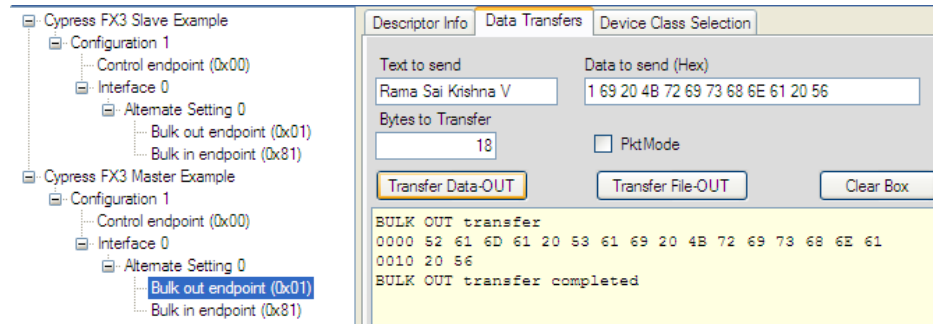 Cypress FX3 Slave Example
Configuration 1
Control endpoint (0x00)
Interface 0
Alternate Setting 0
Bulk out endpoint (0x01)
Bulk in endpoint (0x81)
Cypress FX3 Master Example
Configuration 1
Control endpoint (0x00)
Interface 0
Alternate Setting 0
Bulk out endpoint (0x01)
Bulk in endpoint (0x81)
Descriptor Info Data Transfers Device Class Selection
Text to send Data to send (Hex)
Rama Sai Krishna V 1 69 20 4B 72 69 73 68 6E 61 20 56
Bytes to Transfer
18 PktMode
Transfer Data-OUT Transfer File-OUT Clear Box
BULK OUT transfer
0000 52 61 6D 61 20 53 61 69 20 4B 72 69 73 68 6E 61
0010 20 56
BULK OUT transfer completed